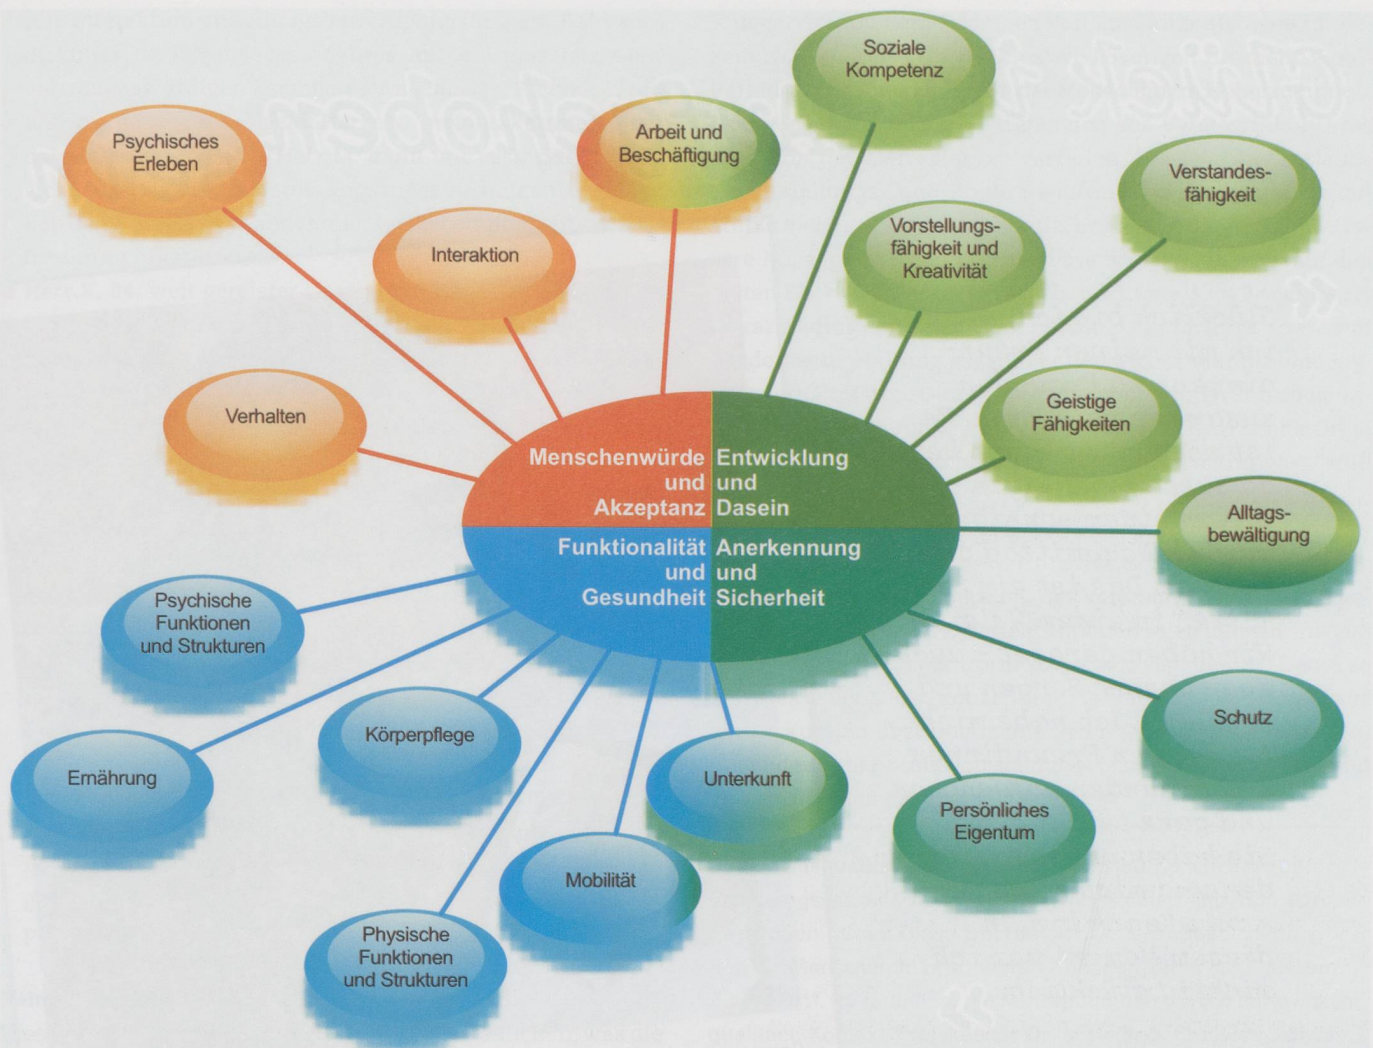 Soziale
Kompetenz
Psychisches
Erleben
Arbeit und
Beschäftigung
Verstandes-
fähigkeit
Interaktion
Vorstellungs-
fähigkeit und
Kreativität
Verhalten
Geistige
Fähigkeiten
Menschenwürde
und
Akzeptanz
Entwicklung
und
Dasein
Alltags-
bewältigung
Funktionalität
und
Gesundheit
Anerkennung
und
Sicherheit
Psychische
Funktionen
und Strukturen
Körperpflege
Schutz
Ernährung
Unterkunft
Persönliches
Eigentum
Mobilität
Physische
Funktionen
und Strukturen